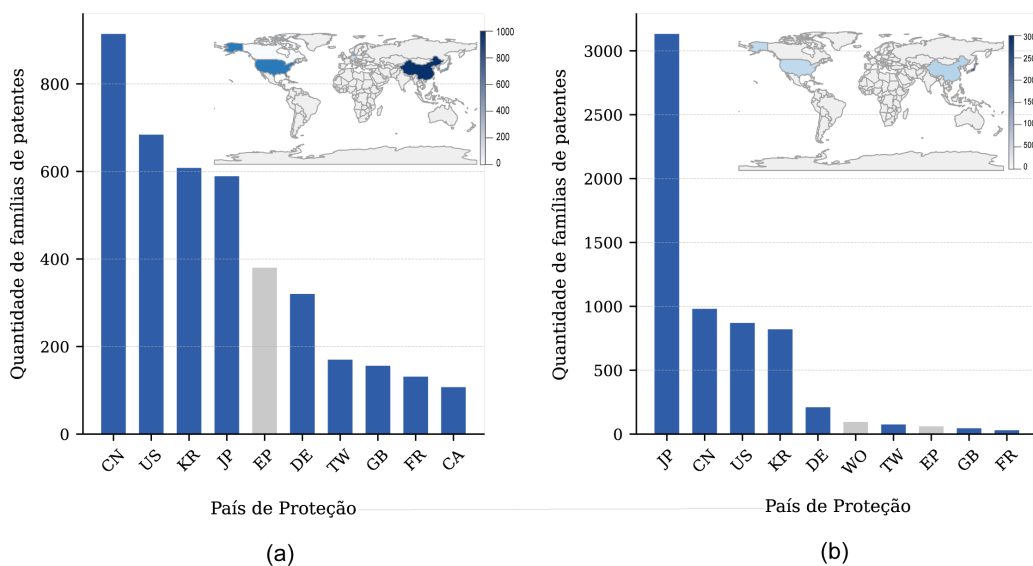 Quantidade de famílias de patentes
800
600
400
200
0
1000
800
600
400
200
0
CN US KR JP EP DE TW GB FR CA
País de Proteção
(a)
Quantidade de famílias de patentes
3000
2500
2000
1500
1000
500
0
500
0
JP CN US KR DE WO TW EP GB FR
País de Proteção
(b)